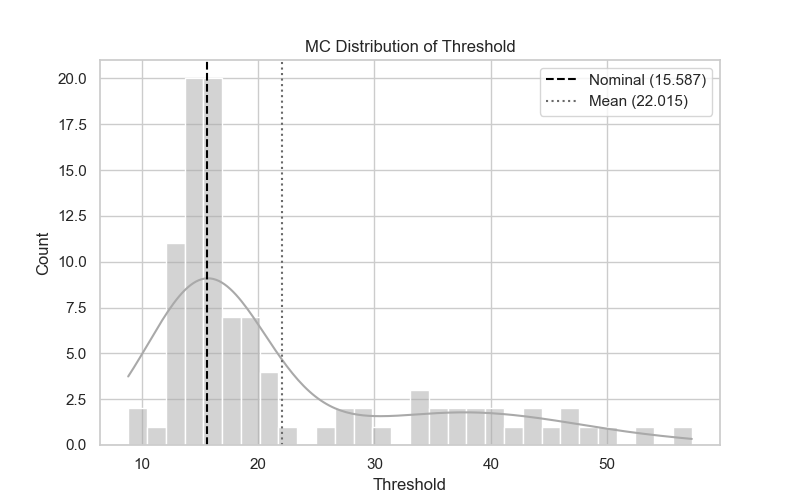 MC Distribution of Threshold
Nominal (15.587)
Mean (22.015)
Count
20.0
17.5
15.0
12.5
10.0
7.5
5.0
2.5
0.0
10 20 30 40 50
Threshold